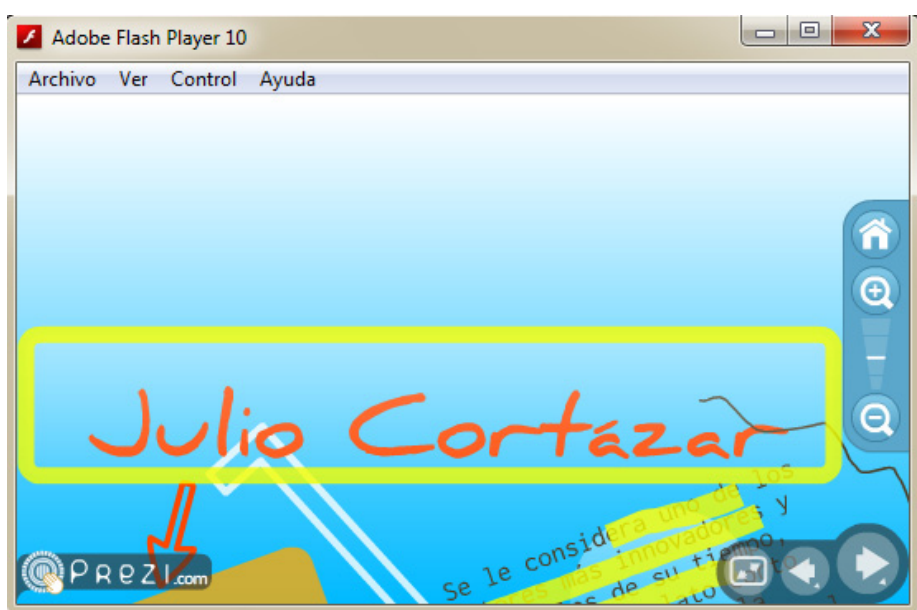 Adobe Flash Player 10
Archivo Ver Control Ayuda
Julio Cortázar
Se le considera uno de los
más innovadores y
de su tiempo,
PREZI.com